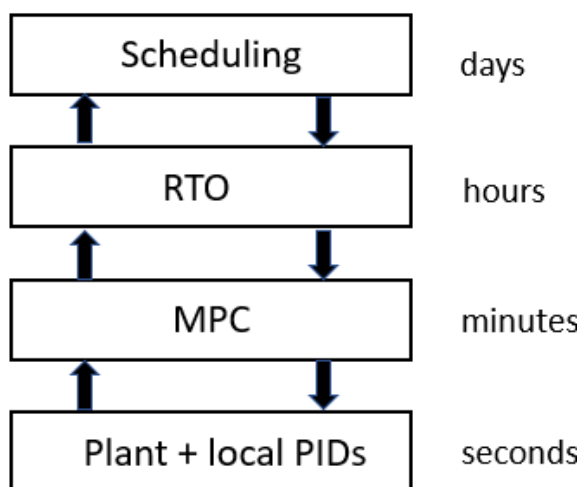 Scheduling days
RTO hours
MPC minutes
Plant + local PIDs seconds